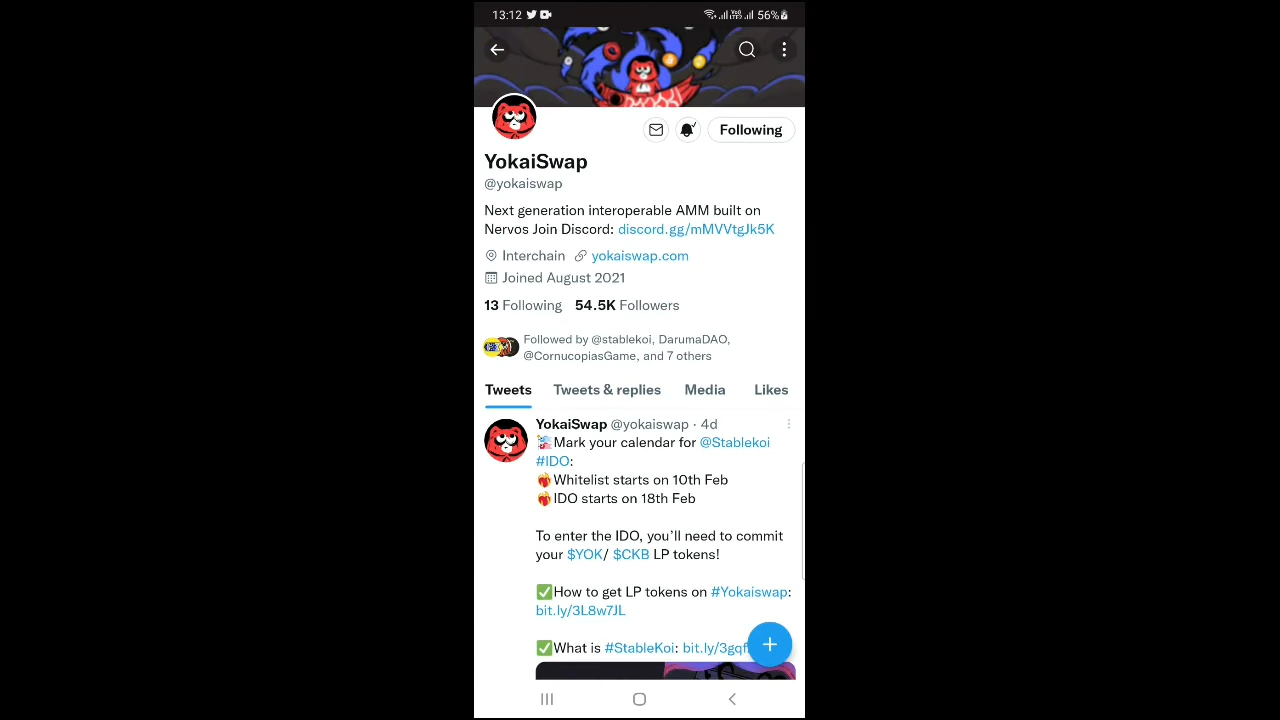 13:12 56%
Following
YokaiSwap
@yokaiswap
Next generation interoperable AMM built on
Nervos Join Discord: discord.gg/mMVVtgJk5K
Interchain yokaiswap.com
Joined August 2021
13 Following 54.5K Followers
Followed by @stablekoi, DarumaDAO,
@CornucopiasGame, and 7 others
Tweets Tweets & replies Media Likes
YokaiSwap @yokaiswap · 4d
Mark your calendar for @Stablekoi
#IDO:
Whitelist starts on 10th Feb
IDO starts on 18th Feb
To enter the IDO, you'll need to commit
your $YOK/ $CKB LP tokens!
✅How to get LP tokens on #Yokaiswap:
bit.ly/3L8w7JL
✅What is #StableKoi: bit.ly/3gqf